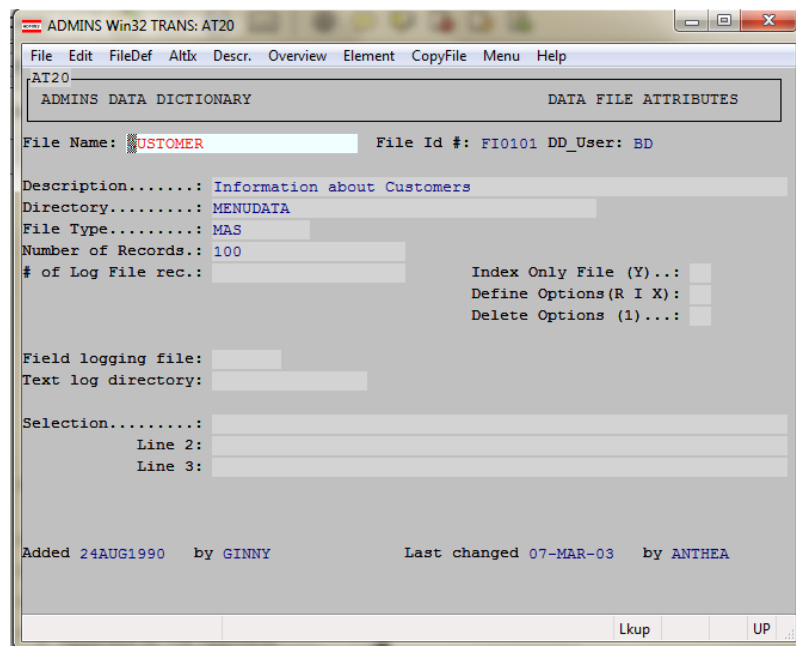 ADMINS Win32 TRANS: AT20
File Edit FileDef AltIx Descr. Overview Element CopyFile Menu Help
AT20
ADMINS DATA DICTIONARY DATA FILE ATTRIBUTES
File Name: CUSTOMER File Id #: FI0101 DD_User: BD
Description.......: Information about Customers
Directory.........: MENUDATA
File Type.........: MAS
Number of Records.: 100
# of Log File rec.: Index Only File (Y)..:
Define Options(R I X):
Delete Options (1)...:
Field logging file:
Text log directory:
Selection.........:
Line 2:
Line 3:
Added 24AUG1990 by GINNY Last changed 07-MAR-03 by ANTHEA
Lkup UP